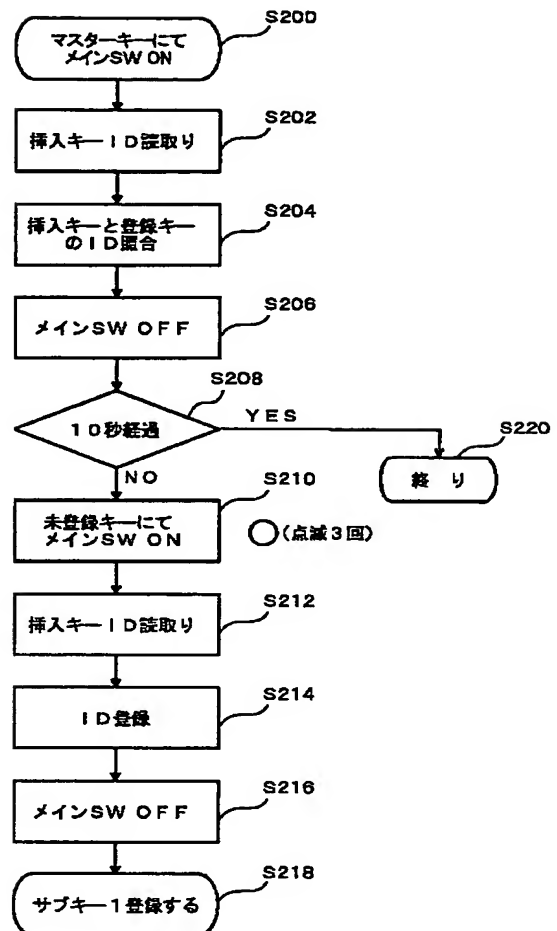 S200
マスターキーにて
メインSW ON
S202
挿入キーID読取り
S204
挿入キーと登録キー
のID照合
S206
メインSW OFF
S208
10秒経過
YES
S220
終り
NO
S210
未登録キーにて
メインSW ON
(点滅3回)
S212
挿入キーID読取り
S214
ID登録
S216
メインSW OFF
S218
サブキー1登録する